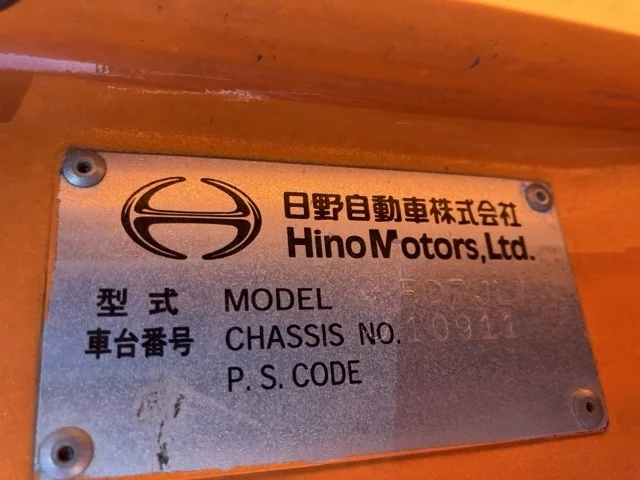 日野自動車株式会社
Hino Motors, Ltd.
型式 MODEL
車台番号 CHASSIS NO. 10911
P. S. CODE